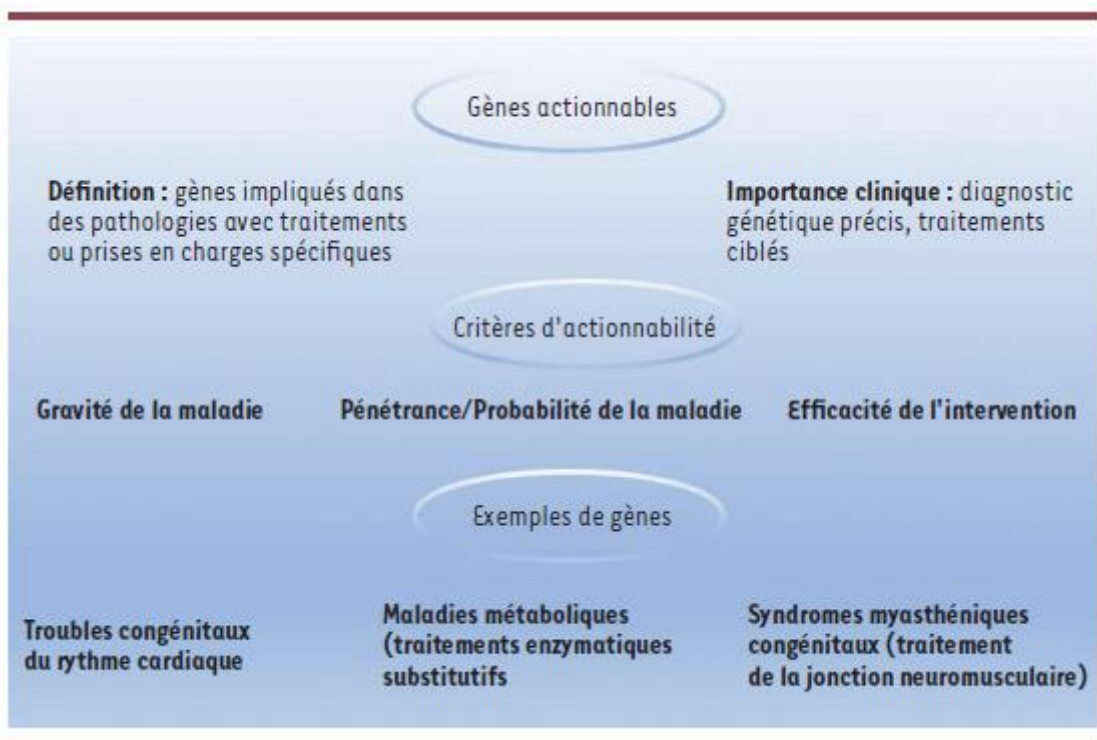 Gènes actionnables
Définition : gènes impliqués dans
des pathologies avec traitements
ou prises en charges spécifiques
Importance clinique : diagnostic
génétique précis, traitements
ciblés
Critères d'actionnabilité
Gravité de la maladie
Pénétrance/Probabilité de la maladie
Efficacité de l'intervention
Exemples de gènes
Troubles congénitaux
du rythme cardiaque
Maladies métaboliques
(traitements enzymatiques
substitutifs
Syndromes myasthéniques
congénitaux (traitement
de la jonction neuromusculaire)